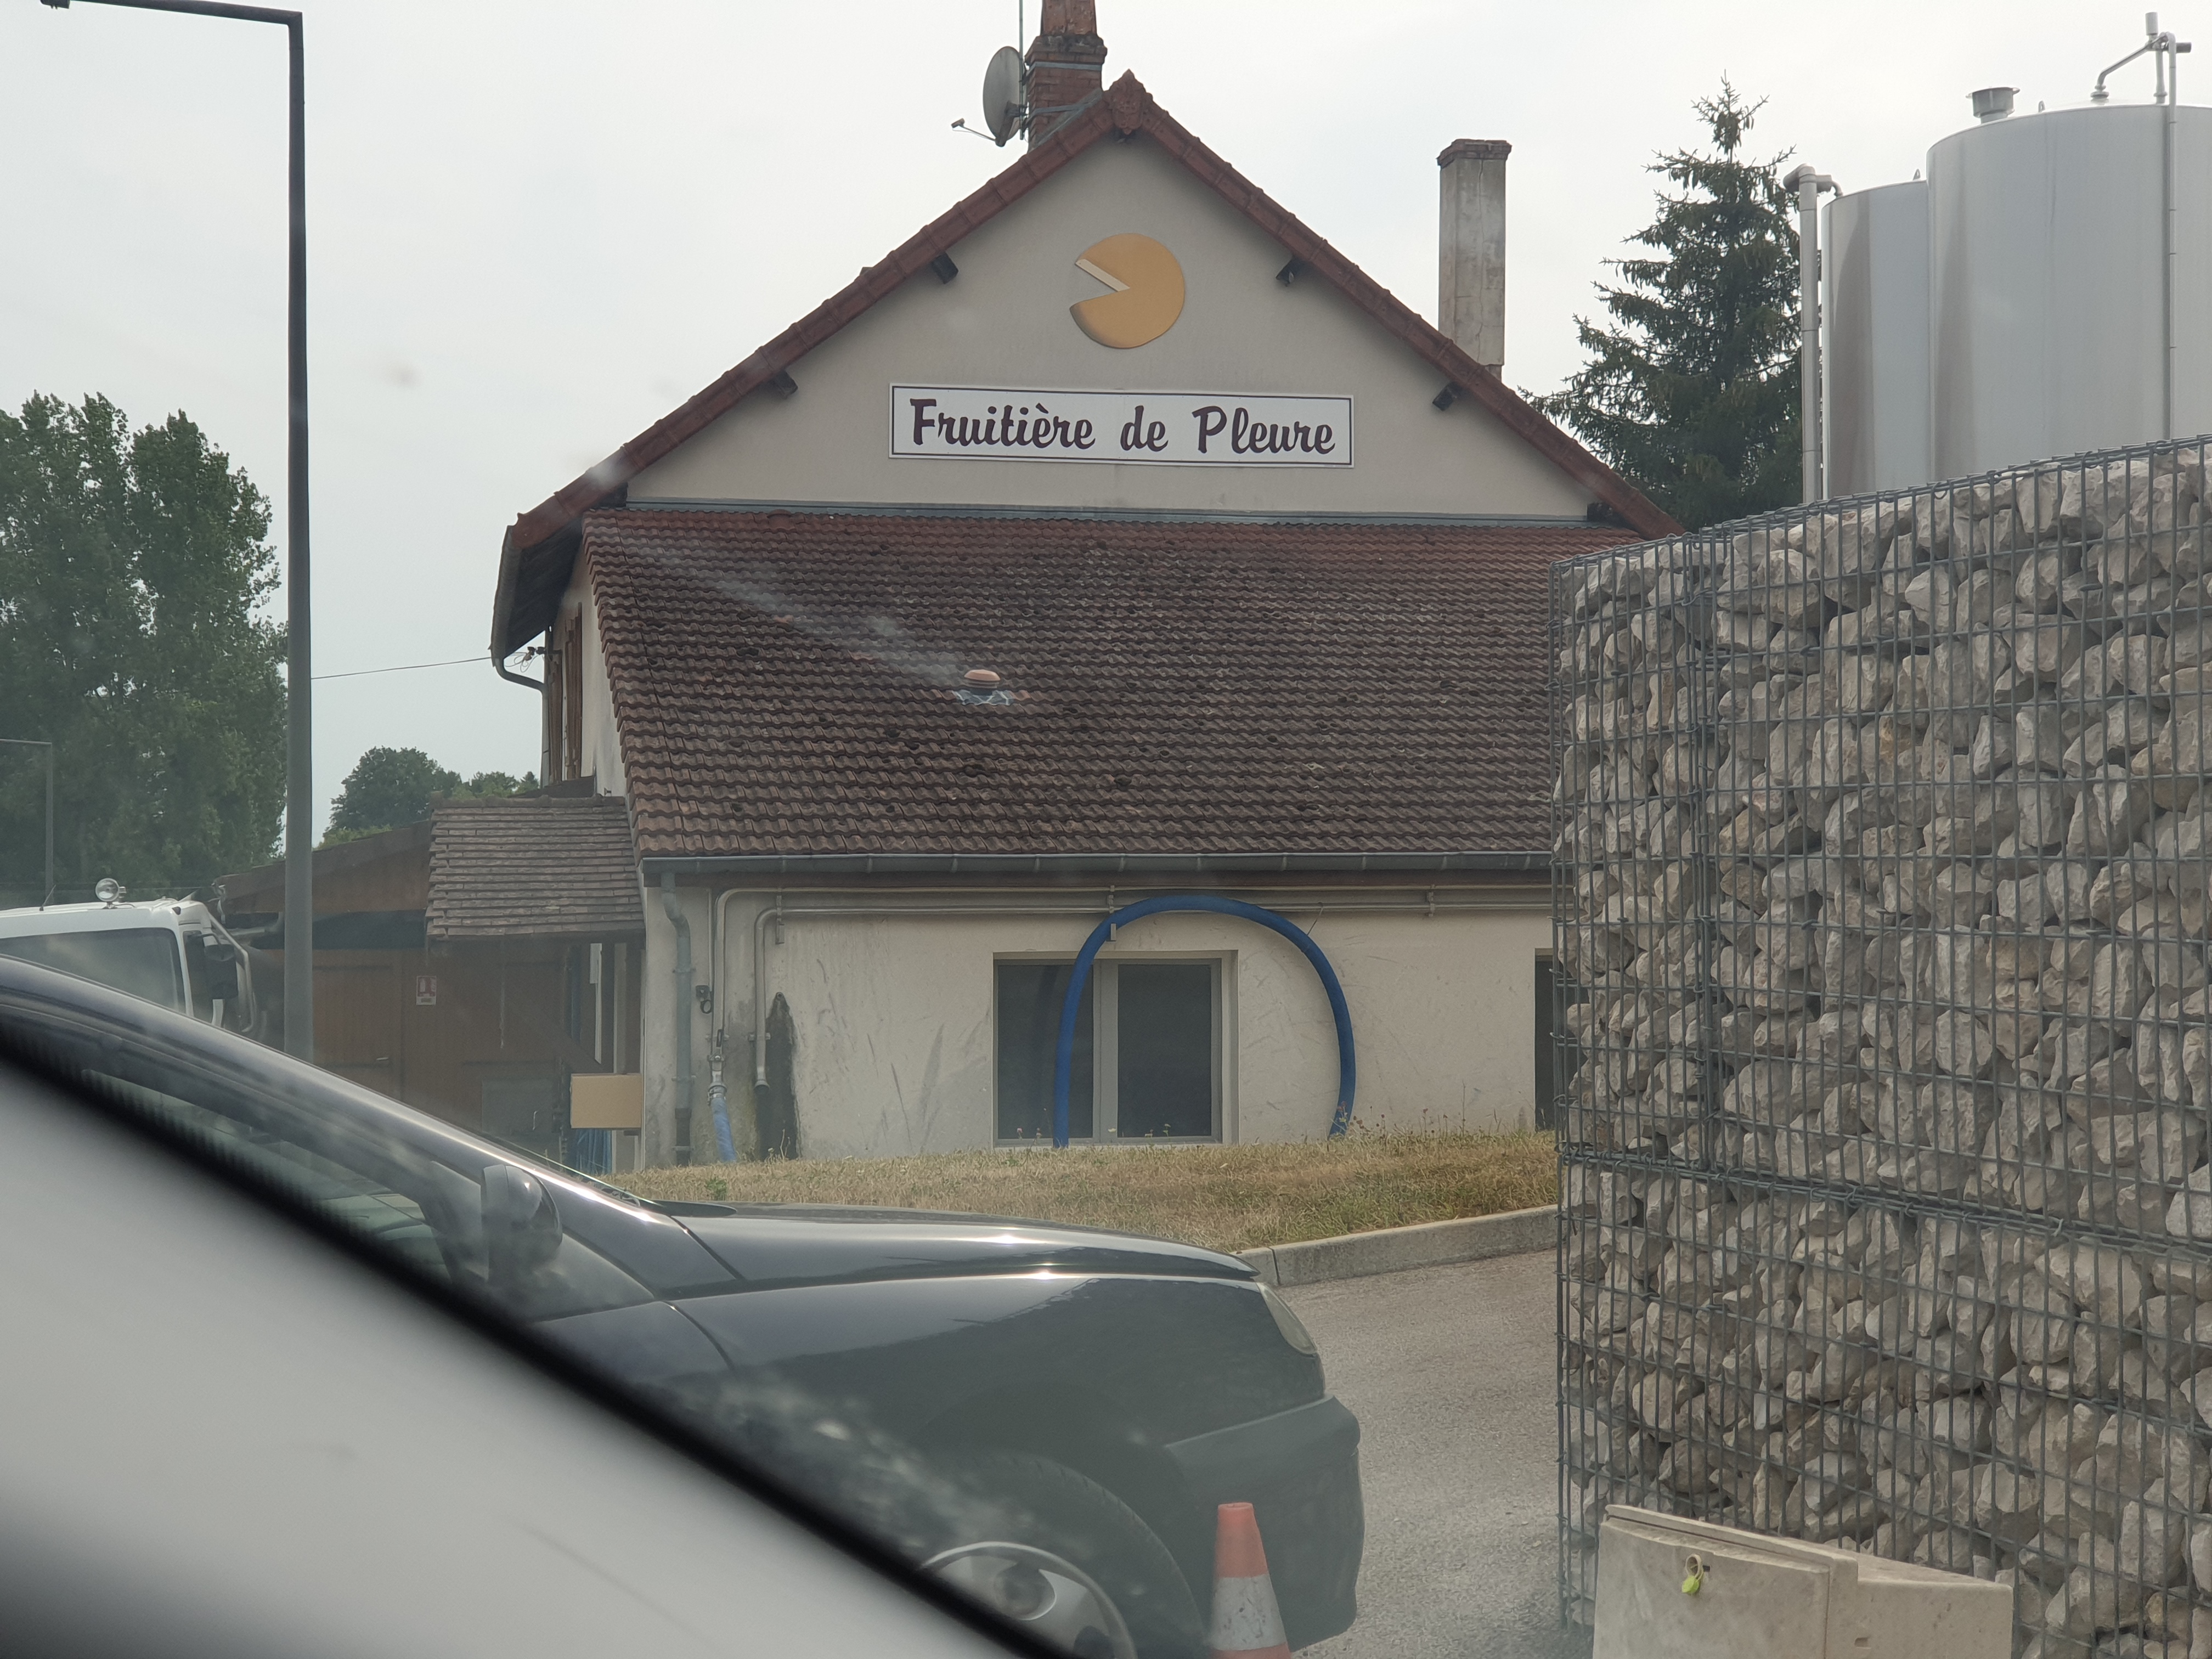 Fruitière de Pleure